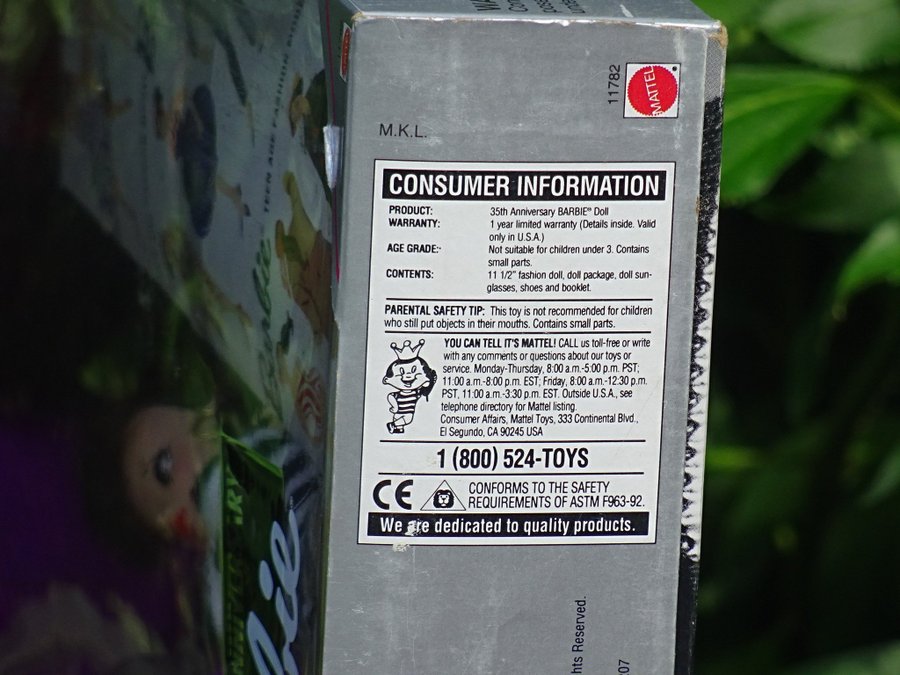 11782
MATTEL
M.K.L.
CONSUMER INFORMATION
PRODUCT: 35th Anniversary BARBIE® Doll
WARRANTY: 1 year limited warranty (Details inside. Valid
only in U.S.A.)
AGE GRADE: Not suitable for children under 3. Contains
small parts.
CONTENTS: 11 1/2" fashion doll, doll package, doll sun-
glasses, shoes and booklet.
PARENTAL SAFETY TIP: This toy is not recommended for children
who still put objects in their mouths. Contains small parts.
YOU CAN TELL IT'S MATTEL! CALL us toll-free or write
with any comments or questions about our toys or
service. Monday-Thursday, 8:00 a.m.-5:00 p.m. PST;
11:00 a.m.-8:00 p.m. EST; Friday, 8:00 a.m.-12:30 p.m.
PST, 11:00 a.m.-3:30 p.m. EST. Outside U.S.A., see
telephone directory for Mattel listing.
Consumer Affairs, Mattel Toys, 333 Continental Blvd.,
El Segundo, CA 90245 USA
1 (800) 524-TOYS
CE
CONFORMS TO THE SAFETY
REQUIREMENTS OF ASTM F963-92.
We are dedicated to quality products.
hts Reserved.
07
TEEN AGE FASHION